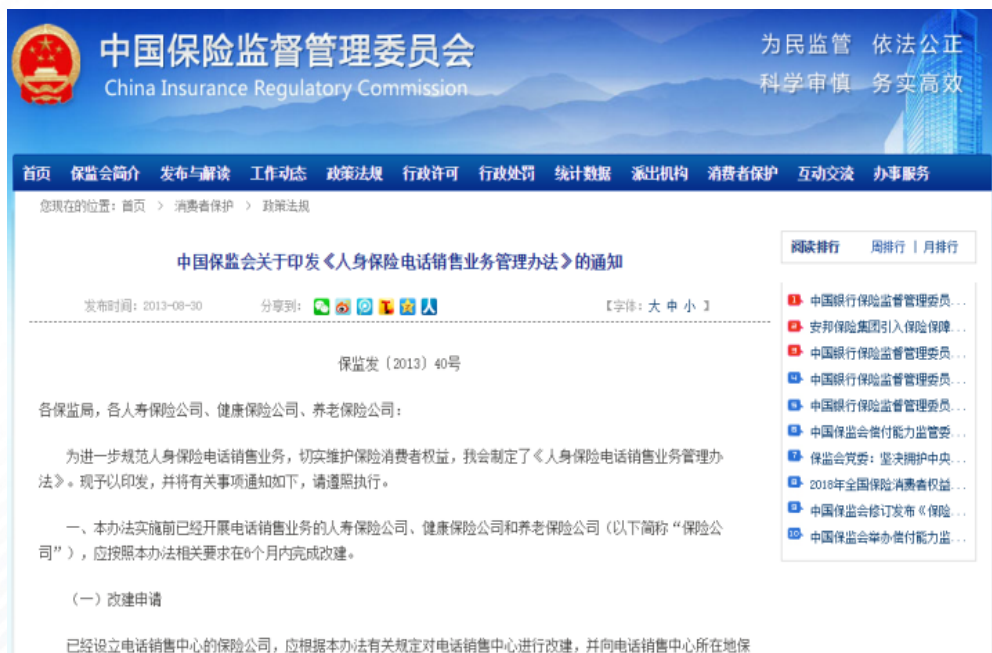 中国保险监督管理委员会
China Insurance Regulatory Commission
为民监管 依法公正
科学审慎 务实高效
首页 保监会简介 发布与解读 工作动态 政策法规 行政许可 行政处罚 统计数据 派出机构 消费者保护 互动交流 办事服务
您现在的位置：首页 > 消费者保护 > 政策法规
中国保监会关于印发《人身保险电话销售业务管理办法》的通知
发布时间：2013-08-30 分享到： 【字体：大 中 小 】
保监发〔2013〕40号
各保监局，各人寿保险公司、健康保险公司、养老保险公司：
为进一步规范人身保险电话销售业务，切实维护保险消费者权益，我会制定了《人身保险电话销售业务管理办
法》。现予以印发，并将有关事项通知如下，请遵照执行。
一、本办法实施前已经开展电话销售业务的人寿保险公司、健康保险公司和养老保险公司（以下简称“保险公
司”），应按照本办法相关要求在6个月内完成改建。
（一）改建申请
已经设立电话销售中心的保险公司，应根据本办法有关规定对电话销售中心进行改建，并向电话销售中心所在地保
阅读排行 周排行 | 月排行
1 中国银行保险监督管理委员...
2 安邦保险集团引入保险保障...
3 中国银行保险监督管理委员...
4 中国银行保险监督管理委员...
5 中国银行保险监督管理委员...
6 中国保监会偿付能力监管委...
7 保监会党委：坚决拥护中央...
8 2018年全国保险消费者权益...
9 中国保监会修订发布《保险...
10 中国保监会举办偿付能力监...